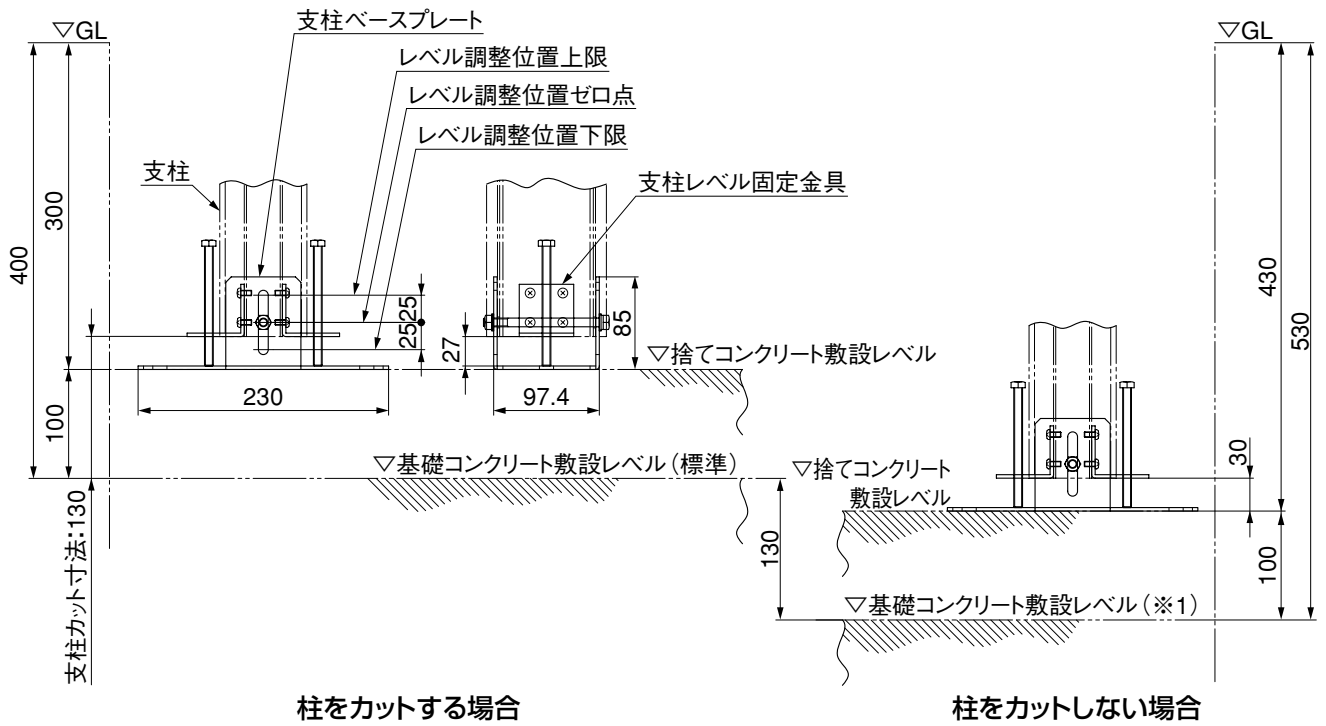 ▽GL
支柱ベースプレート
レベル調整位置上限
レベル調整位置ゼロ点
レベル調整位置下限
支柱
支柱レベル固定金具
400
300
100
25
25
27
85
230
97.4
▽捨てコンクリート敷設レベル
▽基礎コンクリート敷設レベル（標準）
支柱カット寸法:130
130
柱をカットする場合
▽GL
430
530
30
100
▽捨てコンクリート
敷設レベル
▽基礎コンクリート敷設レベル（※1）
柱をカットしない場合